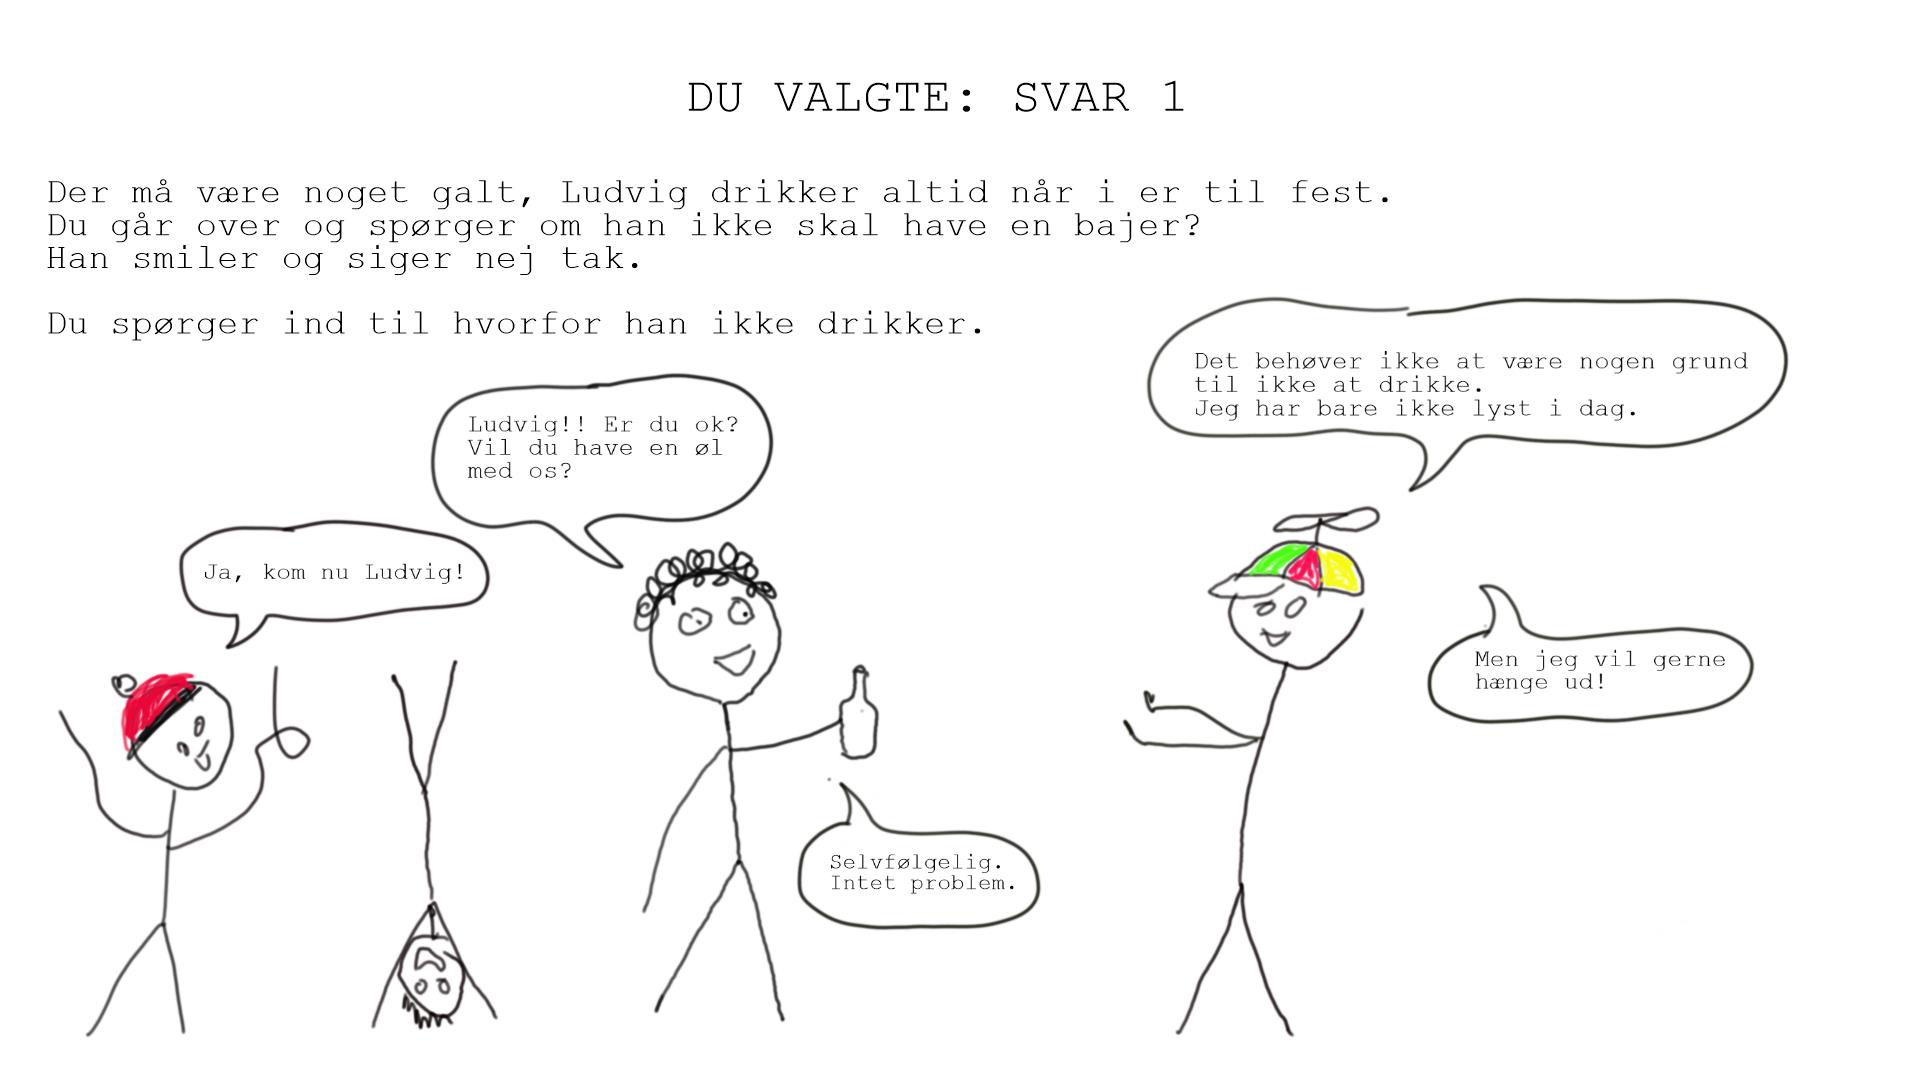 DU VALGTE: SVAR 1
Der må være noget galt, Ludvig drikker altid når i er til fest.
Du går over og spørger om han ikke skal have en bajer?
Han smiler og siger nej tak.
Du spørger ind til hvorfor han ikke drikker.
Ja, kom nu Ludvig!
Ludvig!! Er du ok?
Vil du have en øl
med os?
Det behøver ikke at være nogen grund
til ikke at drikke.
Jeg har bare ikke lyst i dag.
Men jeg vil gerne
hænge ud!
Selvfølgelig.
Intet problem.